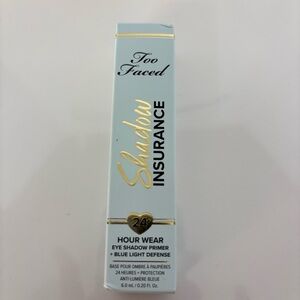 Too
Faced
Shadow
INSURANCE
24
HOUR WEAR
EYE SHADOW PRIMER
+ BLUE LIGHT DEFENSE
BASE POUR OMBRE À PAUPIÈRES
24 HEURES + PROTECTION
ANTI-LUMIÈRE BLEUE
6.0 mL / 0.20 Fl. Oz.